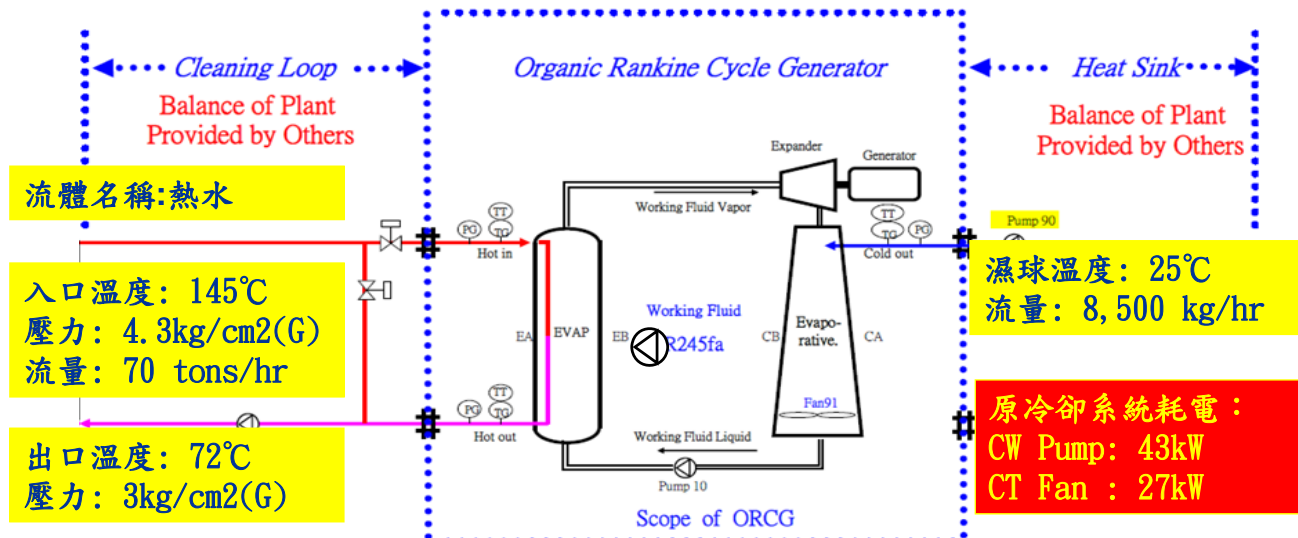 Cleaning Loop
Organic Rankine Cycle Generator
Heat Sink
Balance of Plant
Provided by Others
Balance of Plant
Provided by Others
Expander
Generator
流體名稱:熱水
Working Fluid Vapor
PG
TT
TG
Hot in
TT
TG
PG
Cold out
Pump 90
入口溫度: 145℃
壓力: 4.3kg/cm2(G)
流量: 70 tons/hr
濕球溫度: 25℃
流量: 8,500 kg/hr
EA
EVAP
EB
Working Fluid
R245fa
CB
Evapo-
rative.
CA
Fan91
PG
TT
TG
Hot out
Working Fluid Liquid
Pump 10
出口溫度: 72℃
壓力: 3kg/cm2(G)
原冷卻系統耗電：
CW Pump: 43kW
CT Fan : 27kW
Scope of ORCG